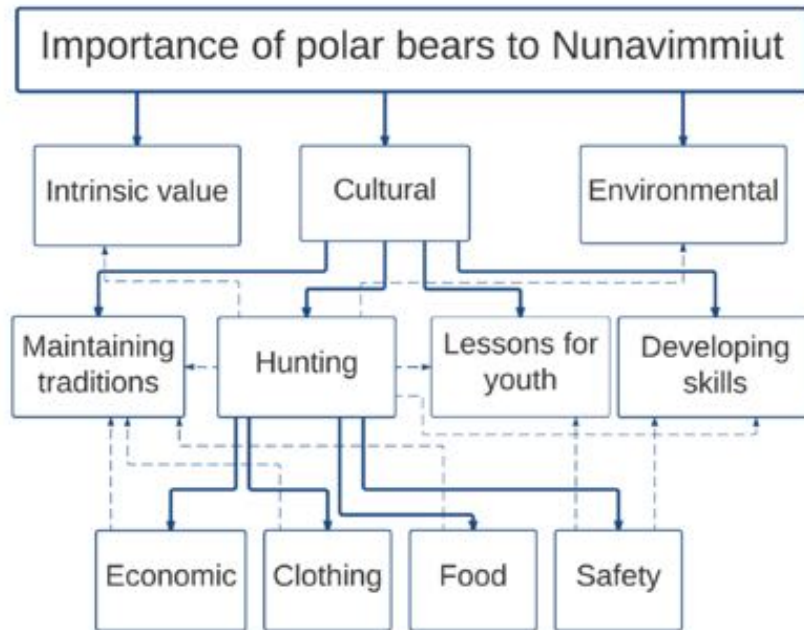 Importance of polar bears to Nunavimmiut
Intrinsic value
Cultural
Environmental
Maintaining
traditions
Hunting
Lessons for
youth
Developing
skills
Economic
Clothing
Food
Safety